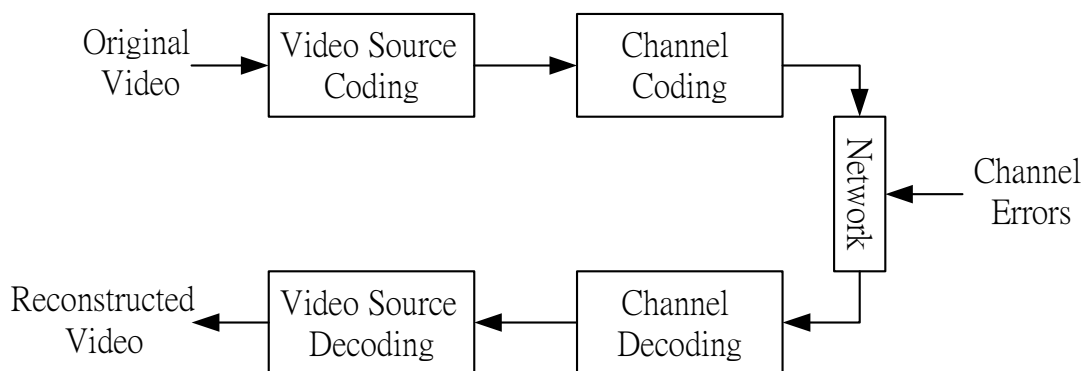 Original
Video
Video Source
Coding
Channel
Coding
Network
Channel
Errors
Channel
Decoding
Video Source
Decoding
Reconstructed
Video